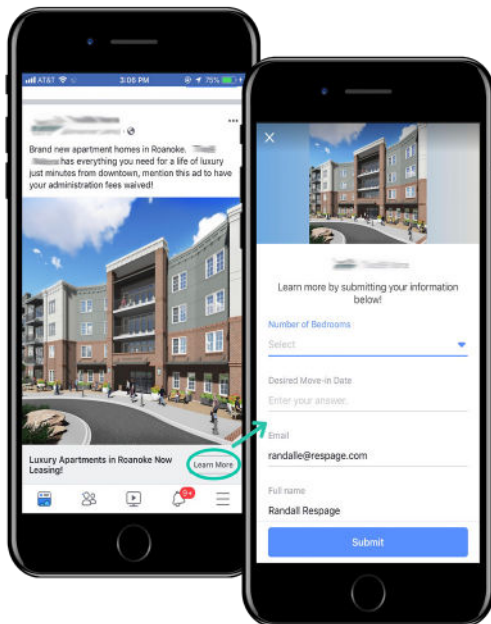 AT&T 3:06 PM 75%
Brand new apartment homes in Roanoke.
has everything you need for a life of luxury
just minutes from downtown, mention this ad to have
your administration fees waived!
Luxury Apartments in Roanoke Now
Leasing!
Learn More
9+
Learn more by submitting your information
below!
Number of Bedrooms
Select
Desired Move-in Date
Enter your answer.
Email
randalle@respage.com
Full name
Randall Respage
Submit